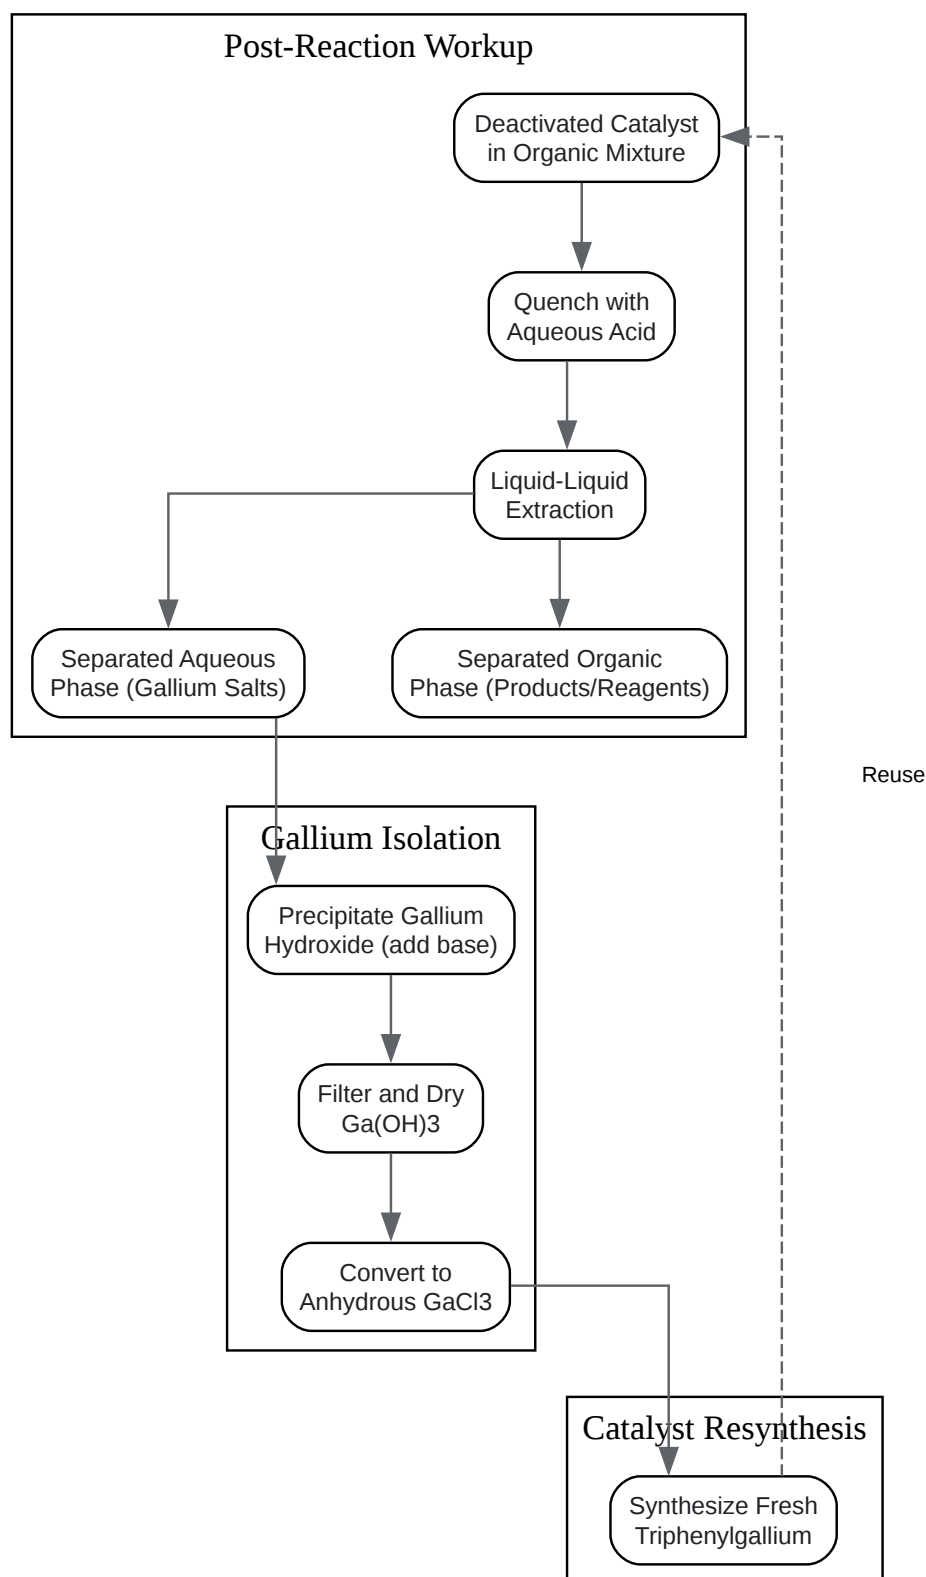 Post-Reaction Workup
Deactivated Catalyst
in Organic Mixture
Quench with
Aqueous Acid
Liquid-Liquid
Extraction
Separated Aqueous
Phase (Gallium Salts)
Separated Organic
Phase (Products/Reagents)
Reuse
Gallium Isolation
Precipitate Gallium
Hydroxide (add base)
Filter and Dry
Ga(OH)3
Convert to
Anhydrous GaCl3
Catalyst Resynthesis
Synthesize Fresh
Triphenylgallium